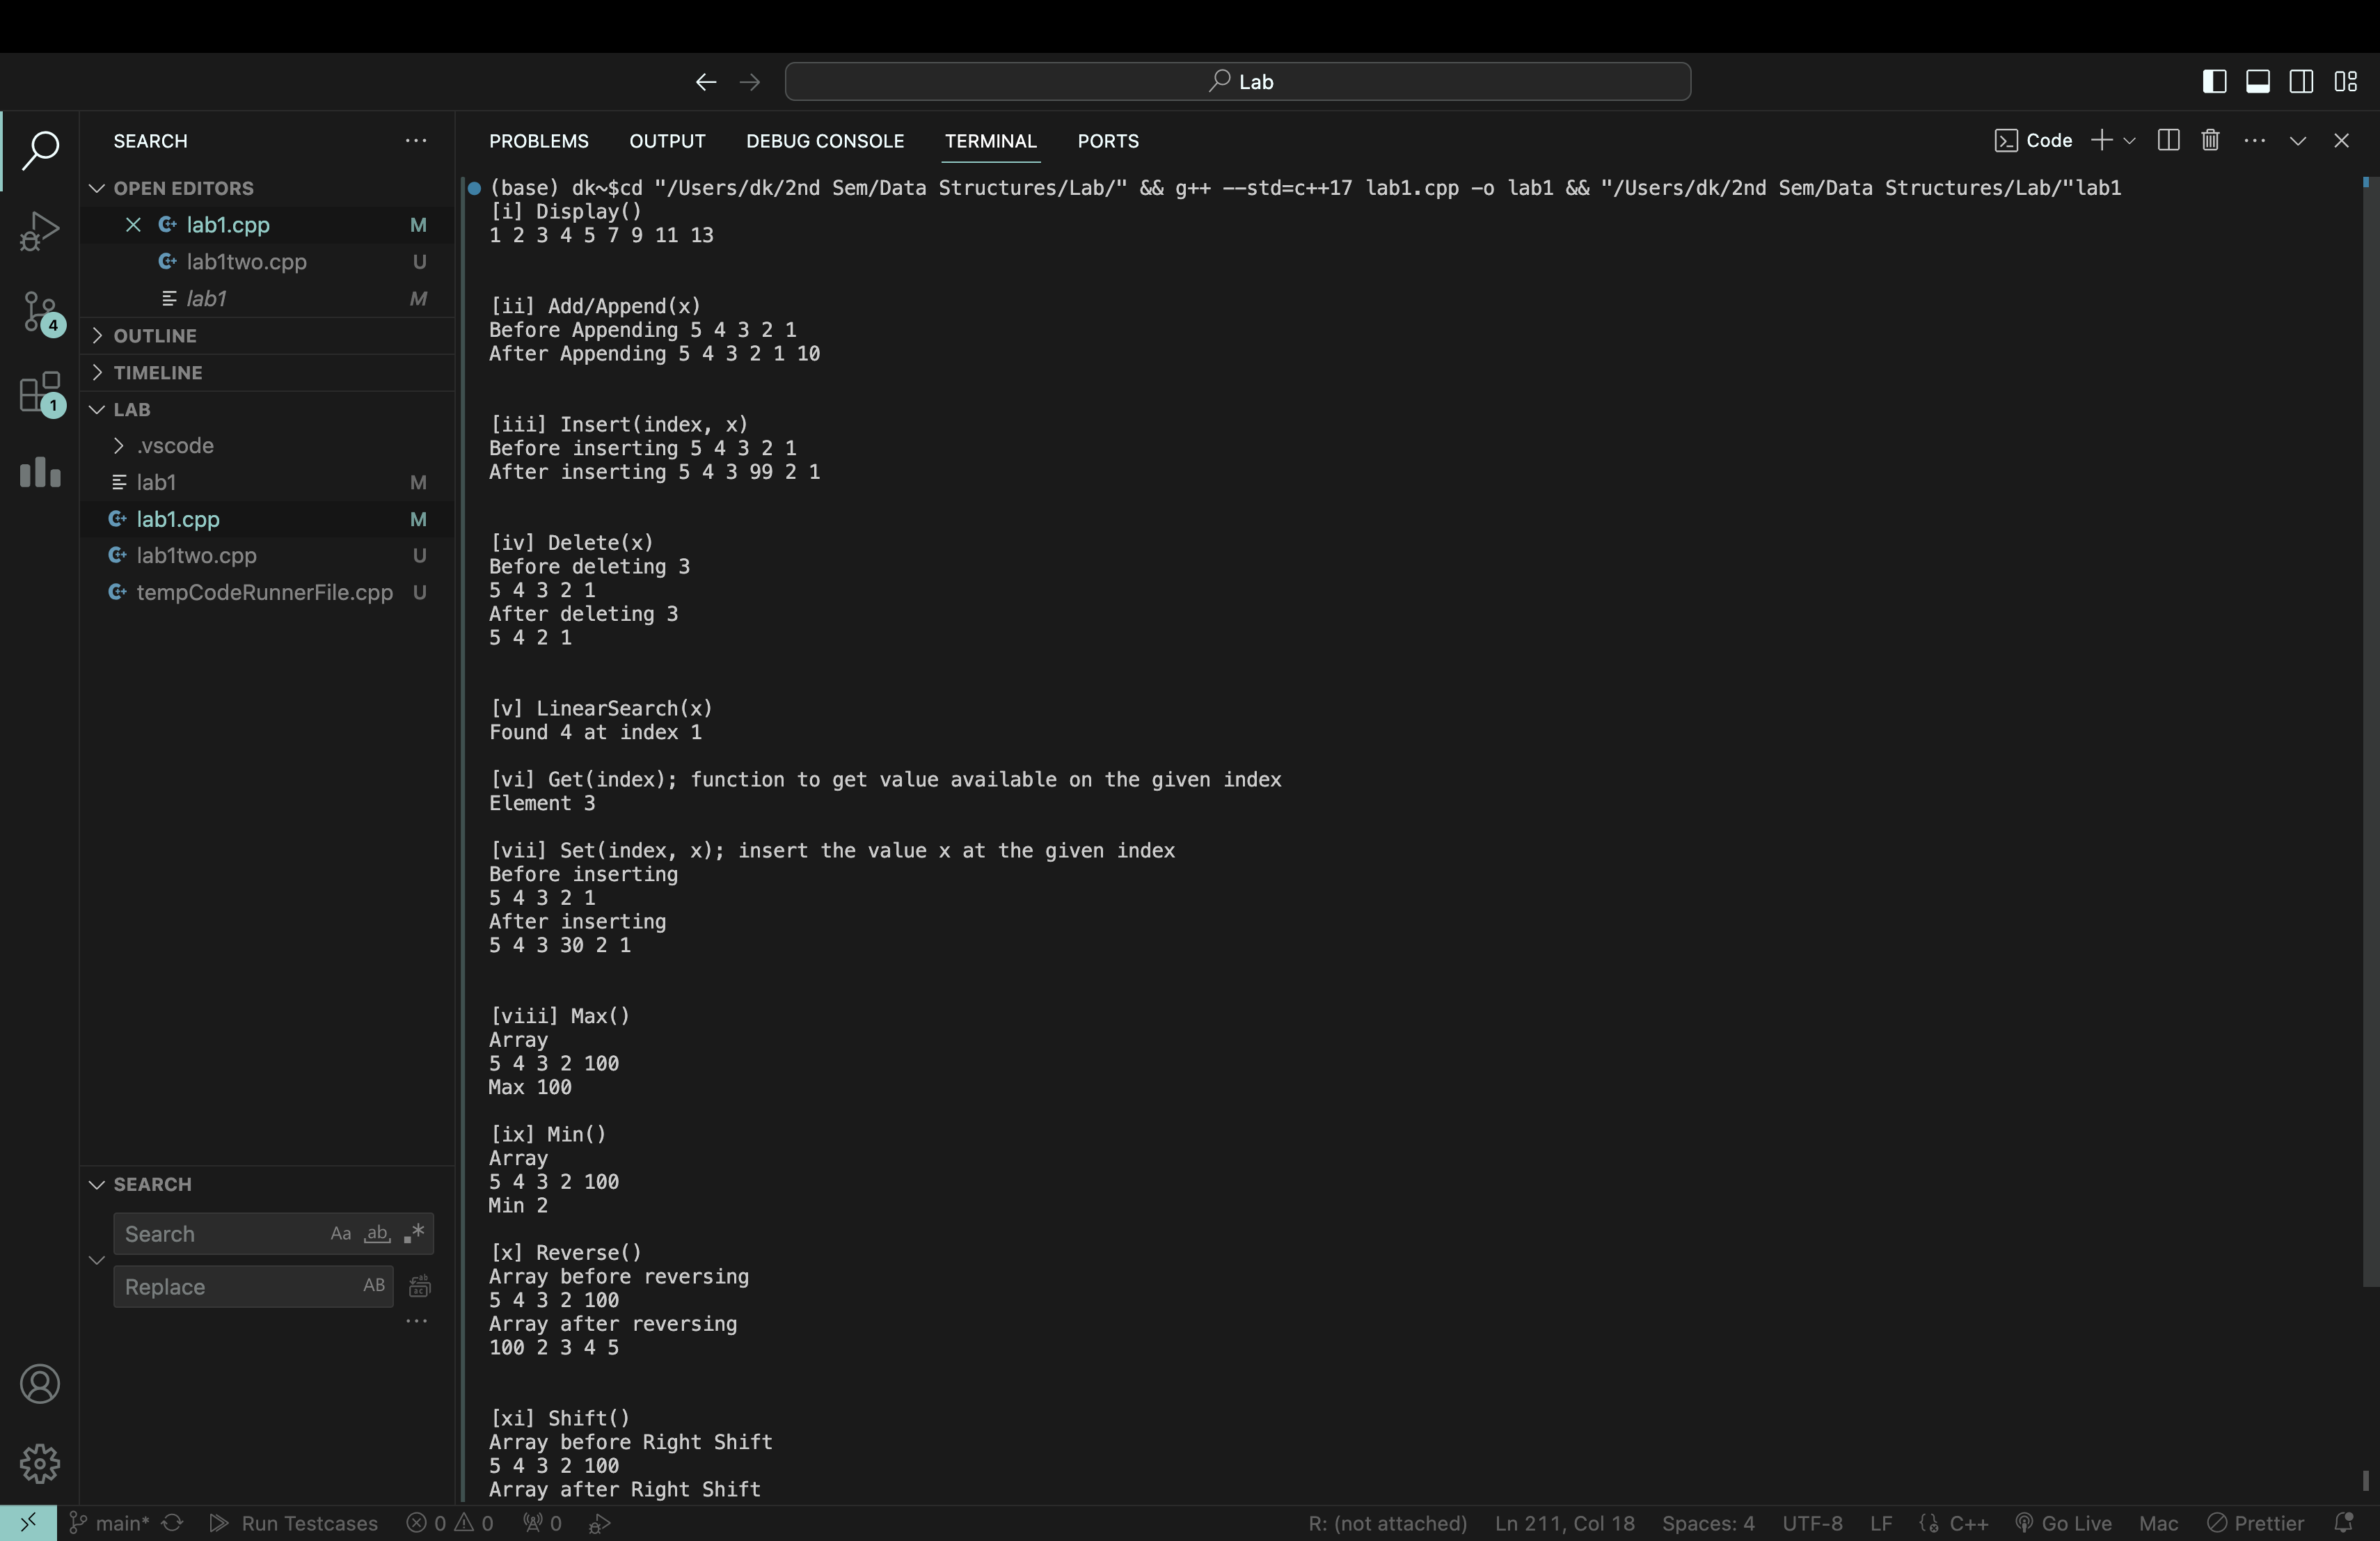 Lab
SEARCH
OPEN EDITORS
lab1.cpp M
lab1two.cpp U
lab1 M
OUTLINE
TIMELINE
LAB
.vscode
lab1 M
lab1.cpp M
lab1two.cpp U
tempCodeRunnerFile.cpp U
4
1
SEARCH
Search Aa ab .*
Replace AB
PROBLEMS OUTPUT DEBUG CONSOLE TERMINAL PORTS
Code
(base) dk~$cd "/Users/dk/2nd Sem/Data Structures/Lab/" && g++ --std=c++17 lab1.cpp -o lab1 && "/Users/dk/2nd Sem/Data Structures/Lab/"lab1
[i] Display()
1 2 3 4 5 7 9 11 13
[ii] Add/Append(x)
Before Appending 5 4 3 2 1
After Appending 5 4 3 2 1 10
[iii] Insert(index, x)
Before inserting 5 4 3 2 1
After inserting 5 4 3 99 2 1
[iv] Delete(x)
Before deleting 3
5 4 3 2 1
After deleting 3
5 4 2 1
[v] LinearSearch(x)
Found 4 at index 1
[vi] Get(index); function to get value available on the given index
Element 3
[vii] Set(index, x); insert the value x at the given index
Before inserting
5 4 3 2 1
After inserting
5 4 3 30 2 1
[viii] Max()
Array
5 4 3 2 100
Max 100
[ix] Min()
Array
5 4 3 2 100
Min 2
[x] Reverse()
Array before reversing
5 4 3 2 100
Array after reversing
100 2 3 4 5
[xi] Shift()
Array before Right Shift
5 4 3 2 100
Array after Right Shift
main* Run Testcases 0 0 0 R: (not attached) Ln 211, Col 18 Spaces: 4 UTF-8 LF C++ Go Live Mac Prettier